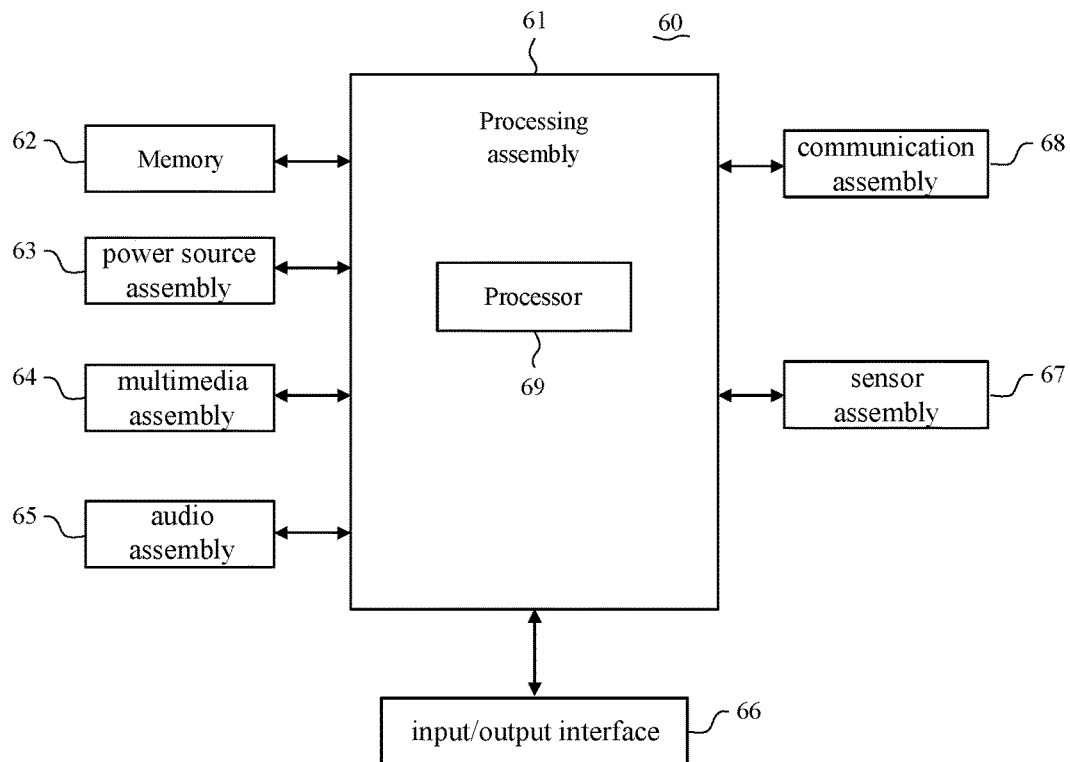 61
60
Processing
assembly
62
Memory
communication
assembly
68
63
power source
assembly
Processor
69
64
multimedia
assembly
sensor
assembly
67
65
audio
assembly
input/output interface
66